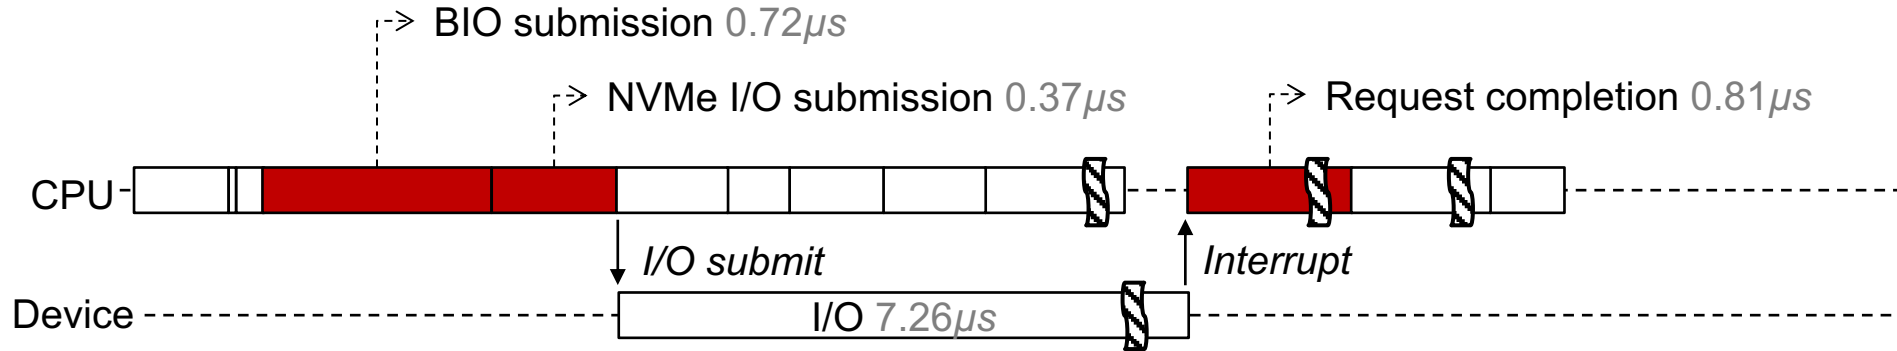 BIO submission 0.72μs
NVMe I/O submission 0.37μs
Request completion 0.81μs
CPU
I/O submit
Interrupt
Device
I/O 7.26μs